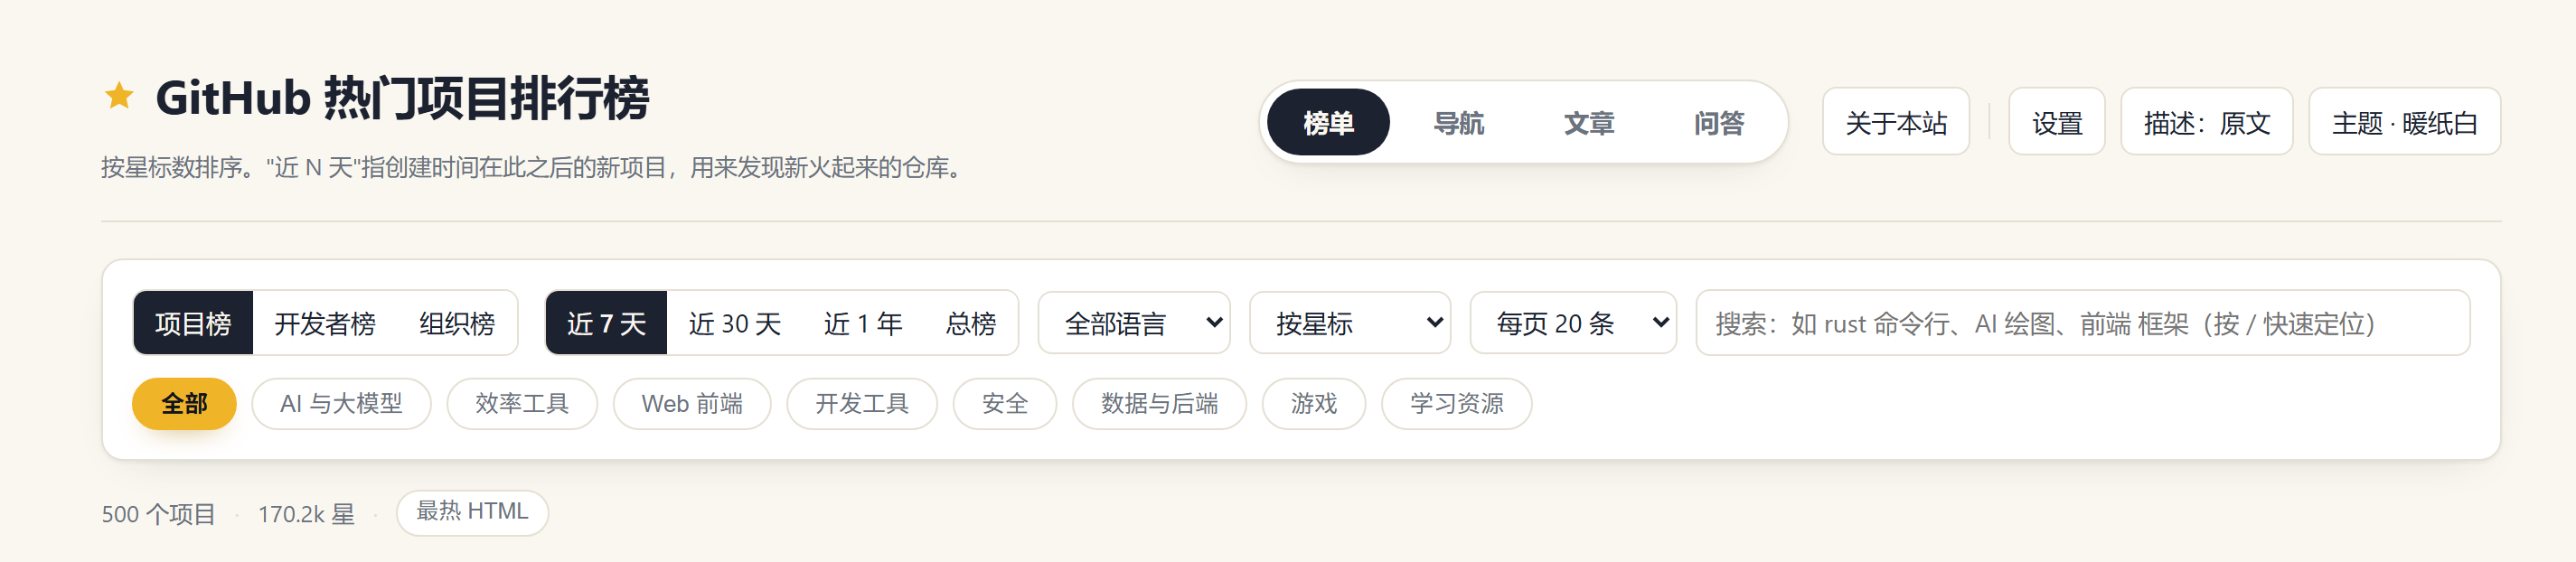 GitHub 热门项目排行榜
榜单 导航 文章 问答 关于本站 设置 描述：原文 主题 · 暖纸白
按星标数排序。"近 N 天"指创建时间在此之后的新项目，用来发现新火起来的仓库。
项目榜 开发者榜 组织榜 近 7 天 近 30 天 近 1 年 总榜 全部语言 按星标 每页 20 条 搜索：如 rust 命令行、AI 绘图、前端 框架（按 / 快速定位）
全部 AI 与大模型 效率工具 Web 前端 开发工具 安全 数据与后端 游戏 学习资源
500 个项目 · 170.2k 星 · 最热 HTML